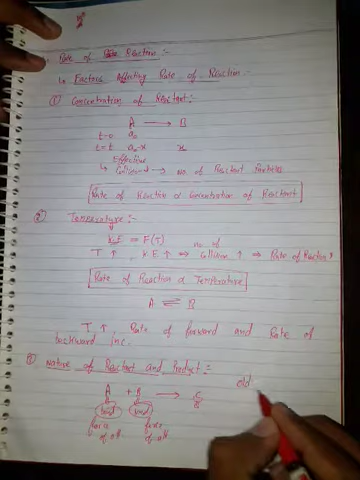 Rate of Reaction :-
↳ Factors Affecting Rate of Reaction :-
① Concentration of Reactant :-
A → B
t=0 a₀
t=t a₀-x x
Effective
↳ Collision → no of Reactant Particles
Rate of Reaction ∝ Concentration of Reactant
② Temperature :-
K.E = F(T)
T ↑, K.E ↑ ⇒ no of Collision ↑ ⇒ Rate of Reaction ↑
Rate of Reaction ∝ Temperature
A ⇌ B
T ↑, Rate of forward and Rate of
backward inc.
Nature of Reactant and Product :-
old
A + B →
bond bond